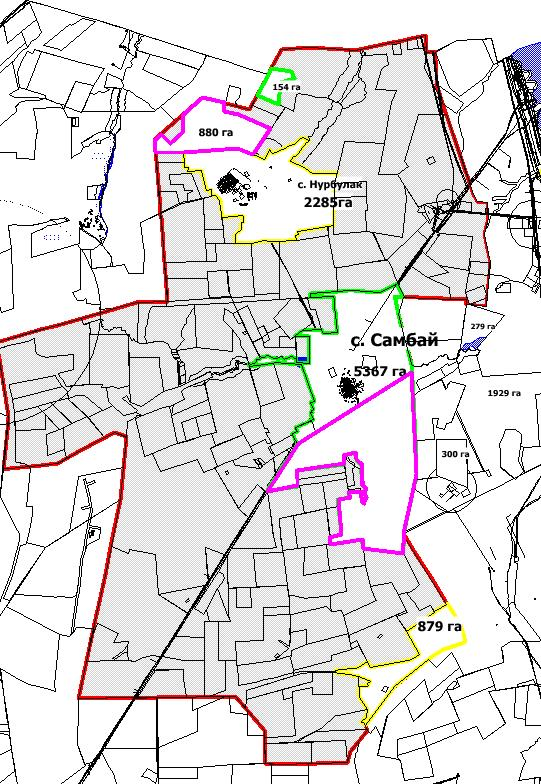 154 га
880 га
с. Нурбулак
2285га
279 га
с. Самбай
5367 га
1929 га
300 га
879 га